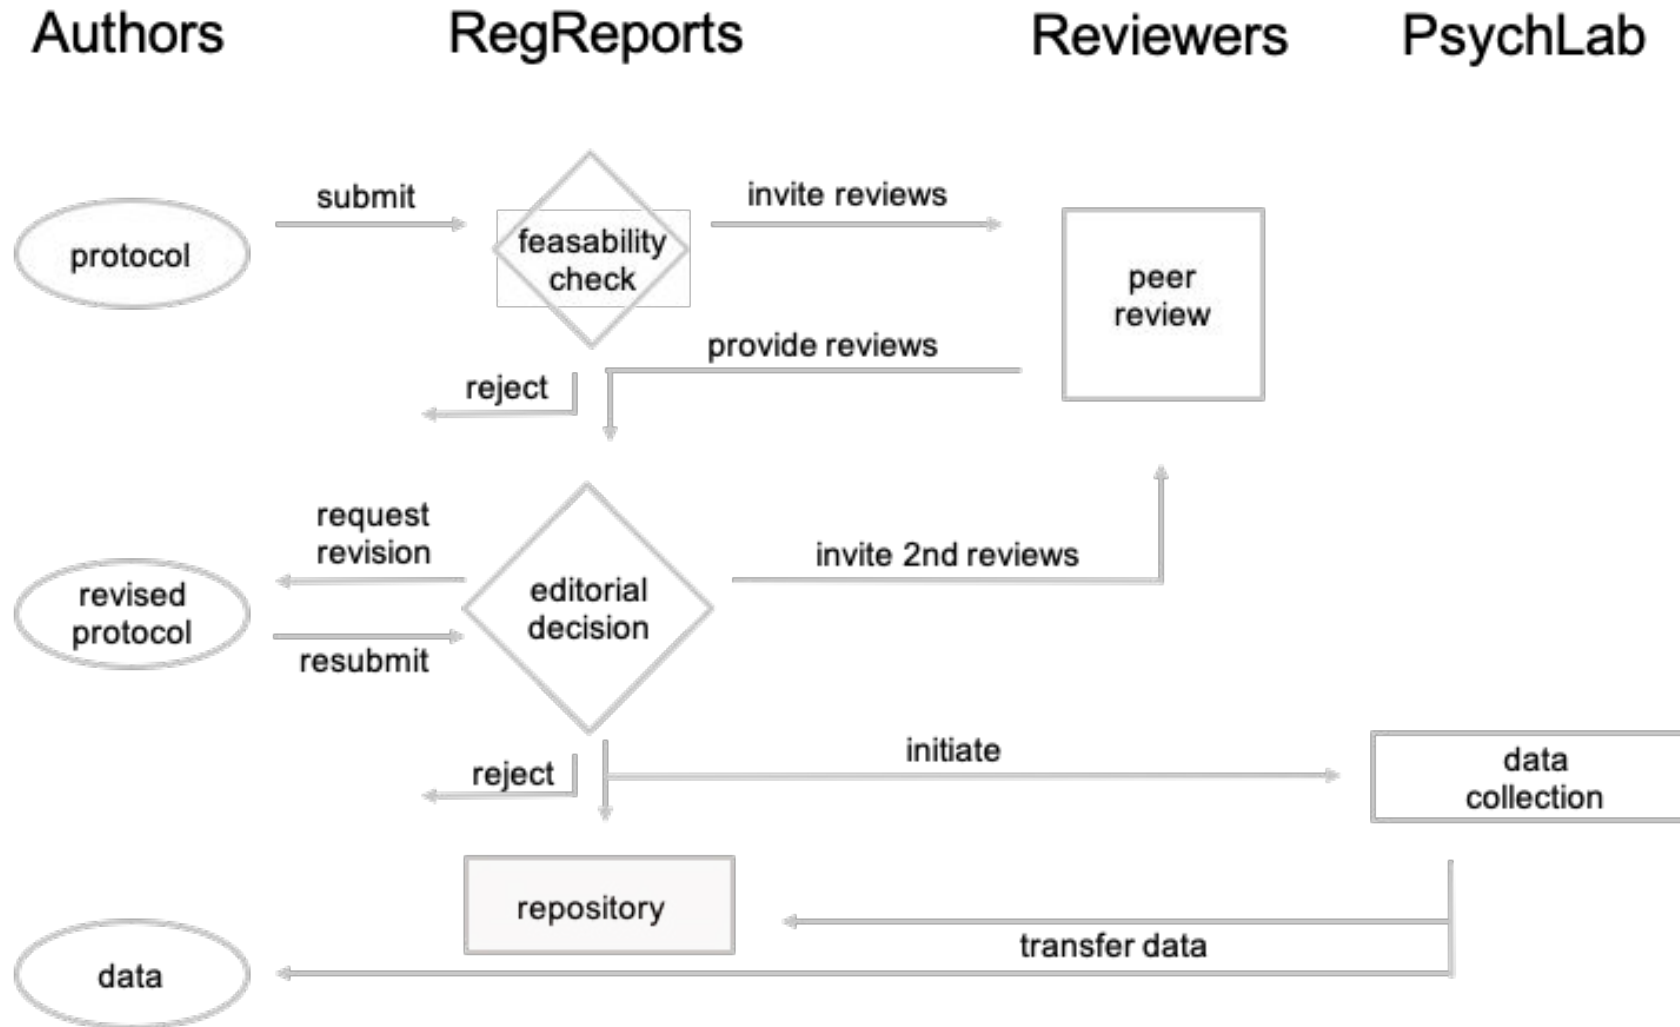 Authors
RegReports
Reviewers
PsychLab
submit
invite reviews
protocol
feasability
check
peer
review
provide reviews
reject
request
revision
invite 2nd reviews
revised
protocol
editorial
decision
resubmit
initiate
reject
data
collection
repository
transfer data
data